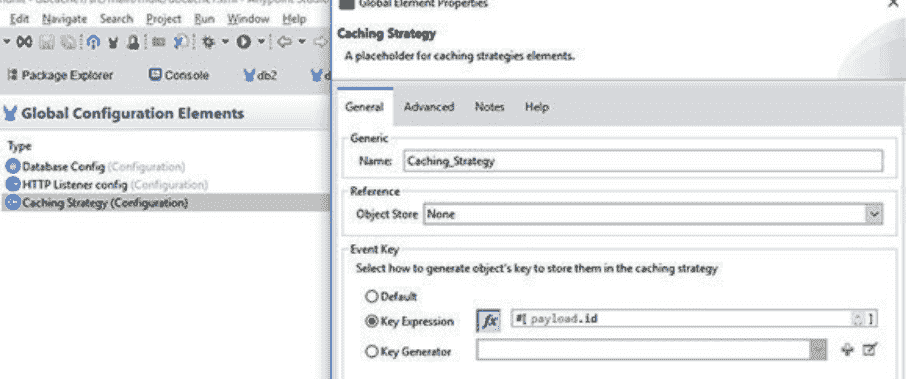 Global Element Properties
Edit Navigate Search Project Run Window Help
Package Explorer Console db2
Global Configuration Elements
Type
Database Config (Configuration)
HTTP Listener config (Configuration)
Caching Strategy (Configuration)
Caching Strategy
A placeholder for caching strategies elements.
General Advanced Notes Help
Generic
Name: Caching_Strategy
Reference
Object Store None
Event Key
Select how to generate object's key to store them in the caching strategy
Default
Key Expression fx #[ payload.id ]
Key Generator